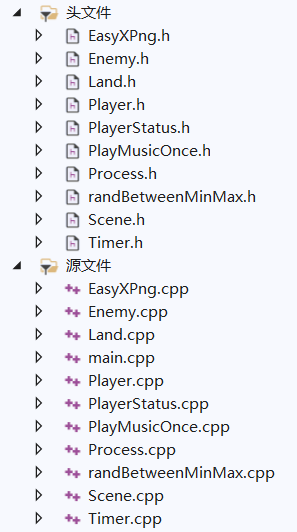 头文件
EasyXPng.h
Enemy.h
Land.h
Player.h
PlayerStatus.h
PlayMusicOnce.h
Process.h
randBetweenMinMax.h
Scene.h
Timer.h
源文件
EasyXPng.cpp
Enemy.cpp
Land.cpp
main.cpp
Player.cpp
PlayerStatus.cpp
PlayMusicOnce.cpp
Process.cpp
randBetweenMinMax.cpp
Scene.cpp
Timer.cpp